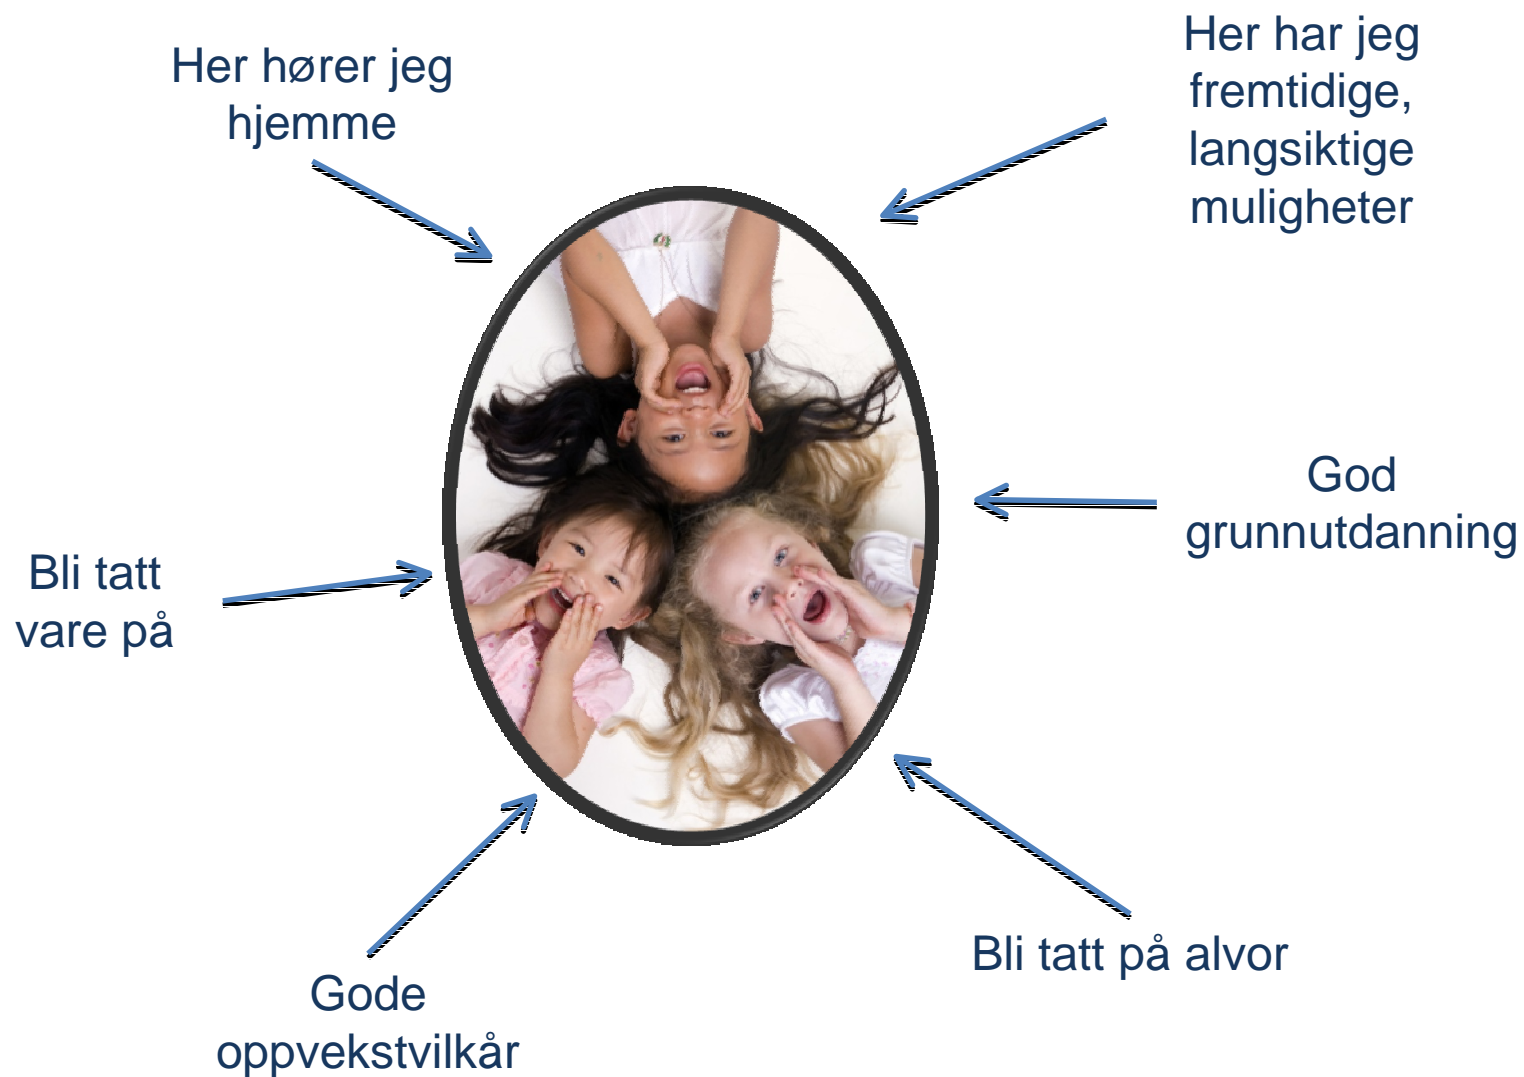 Her hører jeg
hjemme
Her har jeg
fremtidige,
langsiktige
muligheter
God
grunnutdanning
Bli tatt
vare på
Bli tatt på alvor
Gode
oppvekstvilkår